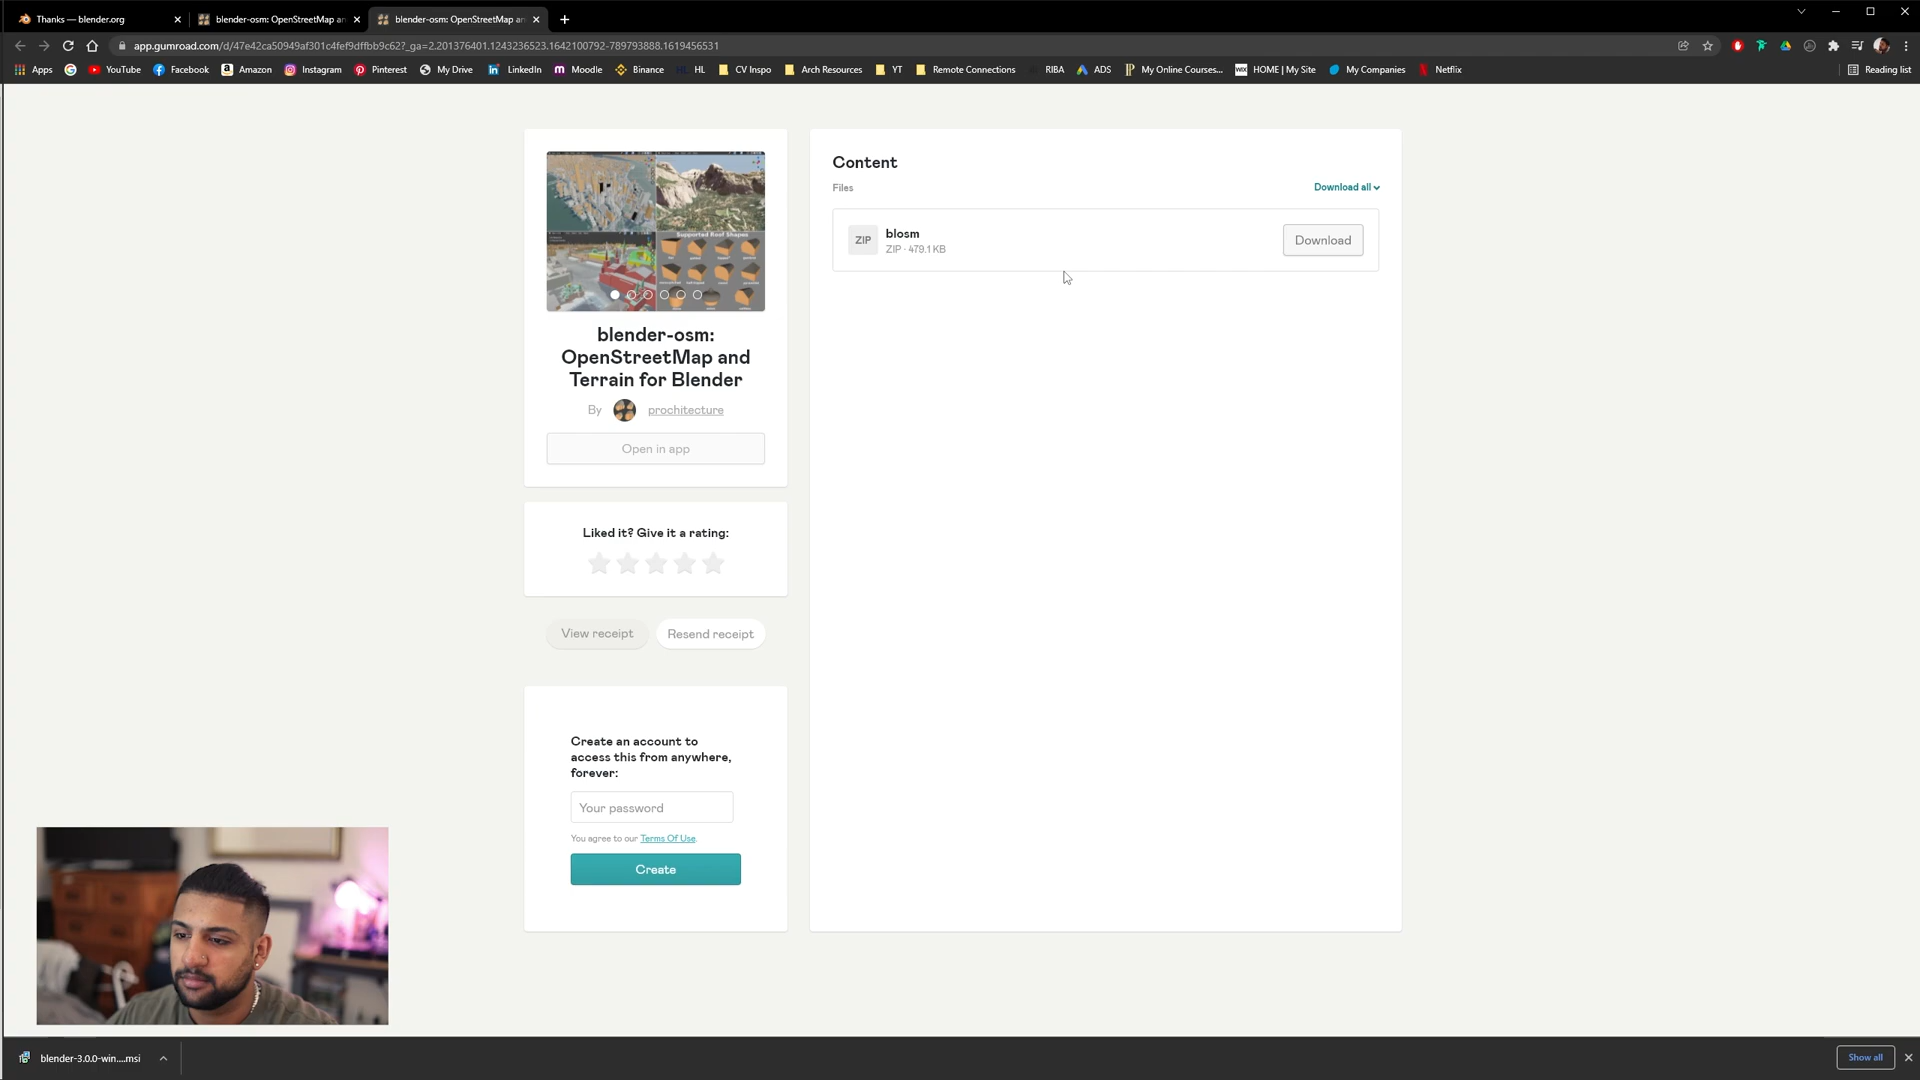 Thanks — blender.org
blender-osm: OpenStreetMap an
blender-osm: OpenStreetMap an
app.gumroad.com/d/47e42ca50949af301c4fef9dffbb9c62?_ga=2.201376401.1243236523.1642100792-789793888.1619456531
Apps
YouTube
Facebook
Amazon
Instagram
Pinterest
My Drive
LinkedIn
Moodle
Binance
HL HL
CV Inspo
Arch Resources
YT
Remote Connections
RIBA
ADS
My Online Courses...
WIX HOME | My Site
My Companies
Netflix
Reading list
Supported Roof Shapes
blender-osm:
OpenStreetMap and
Terrain for Blender
By prochitecture
Open in app
Liked it? Give it a rating:
View receipt
Resend receipt
Create an account to
access this from anywhere,
forever:
Your password
You agree to our Terms Of Use.
Create
Content
Files
Download all
ZIP
blosm
ZIP · 479.1 KB
Download
blender-3.0.0-win....msi
Show all